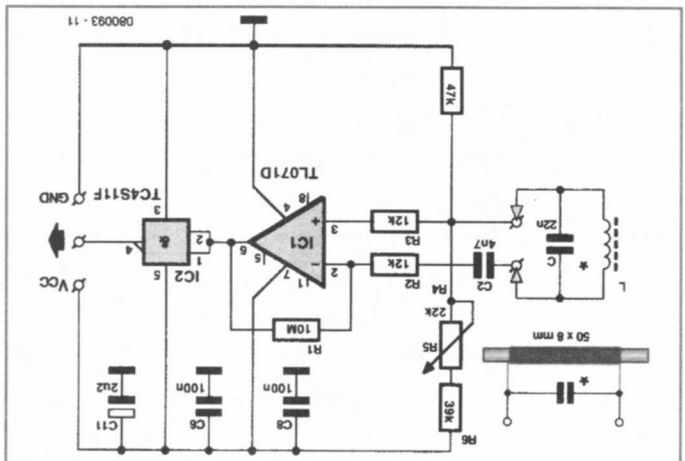 R6
39k
R5
22k
R4
47k
C8
100n
C6
100n
C11
2u2
50 x 8 mm
*
L
*
C
22n
C2
4n7
R2
12k
R3
12k
R1
10M
IC1
TL071D
2
3
1
7
5
6
4
8
−
+
IC2
TC4S11F
&
1
2
5
4
3
VCC
GND
080093 - 11